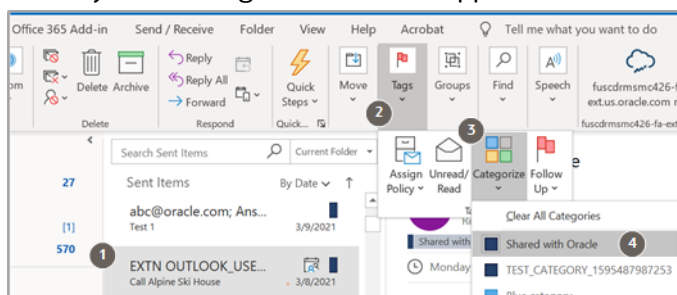 Office 365 Add-in Send / Receive Folder View Help Acrobat Tell me what you want to do
Delete Archive
Reply
Reply All
Forward
Quick
Steps
Move
Tags
Groups
Find
Speech
fuscdrmsmc426-f
ext.us.oracle.com
Delete
Respond
Quick...
fuscdrmsmc426-fa-ext
2
3
Search Sent Items
Current Folder
Assign
Policy
Unread/
Read
Categorize
Follow
Up
27
Sent Items
By Date
[1]
570
abc@oracle.com; Ans...
Test 1
3/9/2021
1
EXTN OUTLOOK_USE...
Call Alpine Ski House
3/8/2021
Shared with
Monday
Clear All Categories
Shared with Oracle
4
TEST_CATEGORY_1595487987253